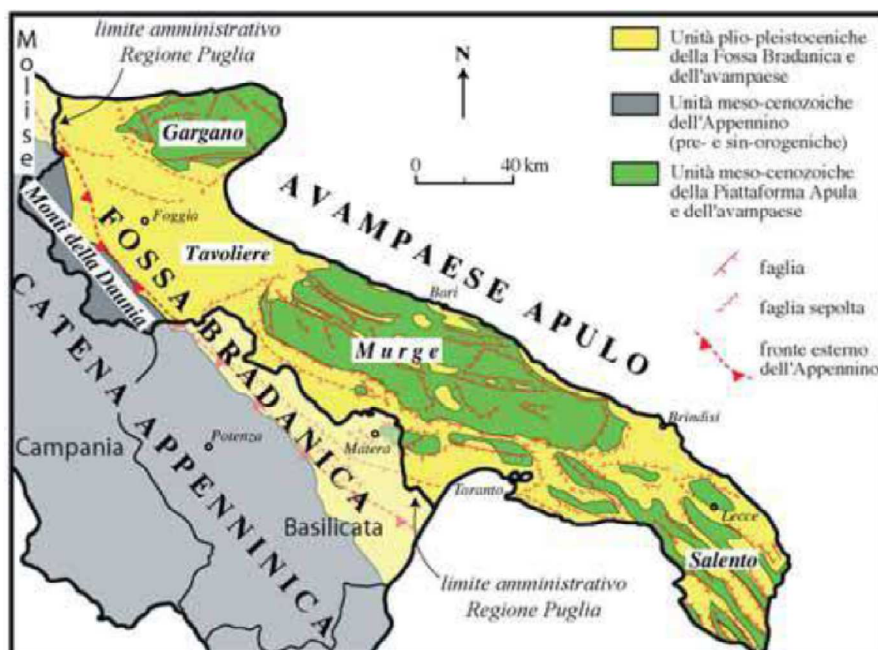 Molise
limite amministrativo
Regione Puglia
N
0 40 km
Gargano
Foggia
Tavoliere
Monti della Daunia
FOSSA BRADANICA
AVAMPAESE APULO
CATENA APPENNINICA
Bari
Murge
Brindisi
Potenza
Matera
Campania
Basilicata
Taranto
Lecce
Salento
limite amministrativo
Regione Puglia
Unità plio-pleistoceniche
della Fossa Bradanica e
dell'avampaese
Unità meso-cenozoiche
dell'Appennino
(pre- e sin-orogeniche)
Unità meso-cenozoiche
della Piattaforma Apula
e dell'avampaese
faglia
faglia sepolta
fronte esterno
dell'Appennino